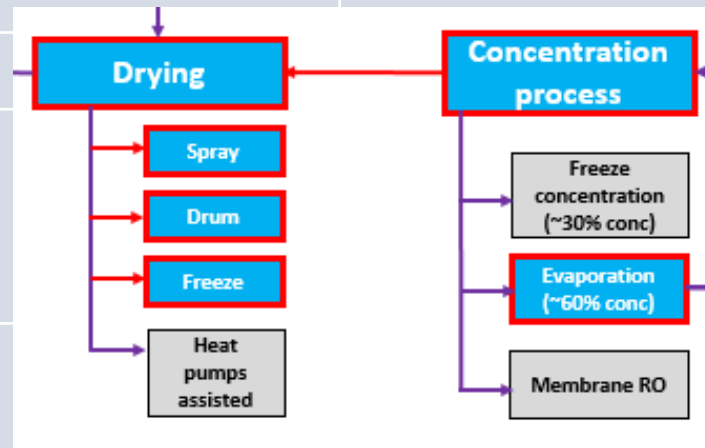 Drying
Concentration
process
Spray
Drum
Freeze
Heat
pumps
assisted
Freeze
concentration
(~30% conc)
Evaporation
(~60% conc)
Membrane RO